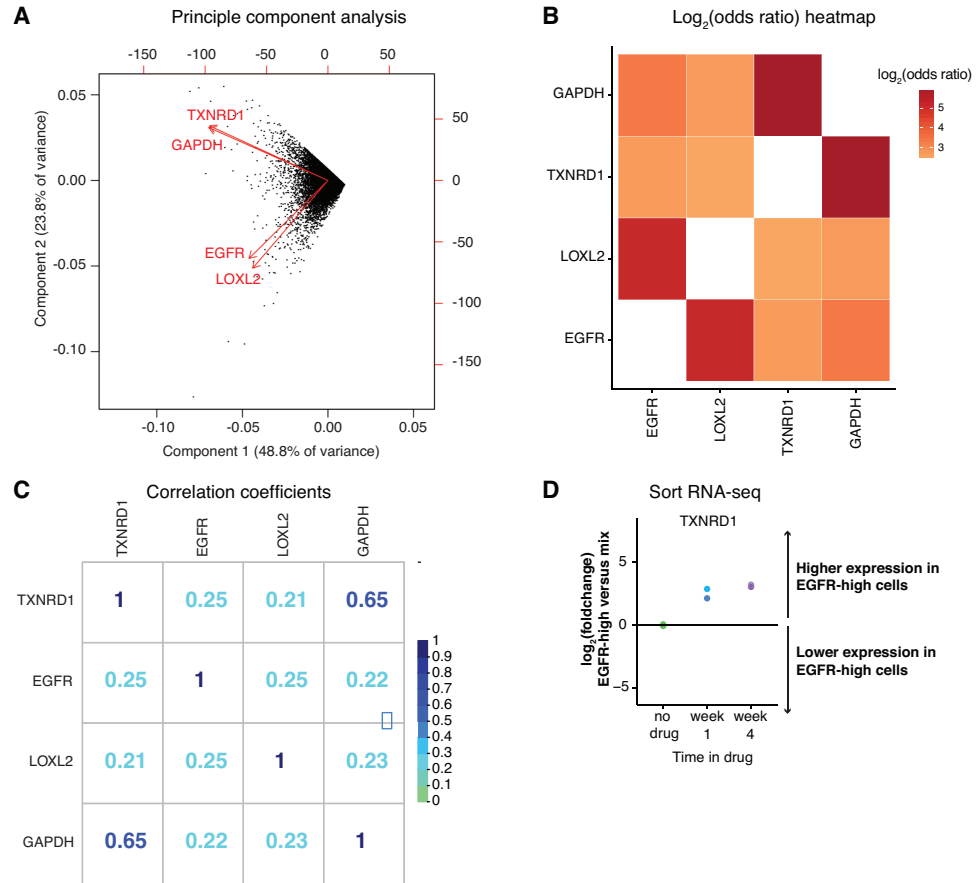 A
Principle component analysis
-150
-100
-50
0
50
0.05
0.00
-0.05
-0.10
50
0
-50
-100
-150
TXNRD1
GAPDH
EGFR
LOXL2
-0.10
-0.05
0.00
0.05
Component 1 (48.8% of variance)
Component 2 (23.8% of variance)
B
Log2(odds ratio) heatmap
GAPDH
TXNRD1
LOXL2
EGFR
EGFR
LOXL2
TXNRD1
GAPDH
log2(odds ratio)
5
4
3
C
Correlation coefficients
TXNRD1
EGFR
LOXL2
GAPDH
TXNRD1 1 0.25 0.21 0.65
EGFR 0.25 1 0.25 0.22
LOXL2 0.21 0.25 1 0.23
GAPDH 0.65 0.22 0.23 1
-
1
0.9
0.8
0.7
0.6
0.5
0.4
0.3
0.2
0.1
0
D
Sort RNA-seq
TXNRD1
log2(foldchange)
EGFR-high versus mix
5
0
−5
no drug
week 1
week 4
Time in drug
Higher expression in
EGFR-high cells
Lower expression in
EGFR-high cells